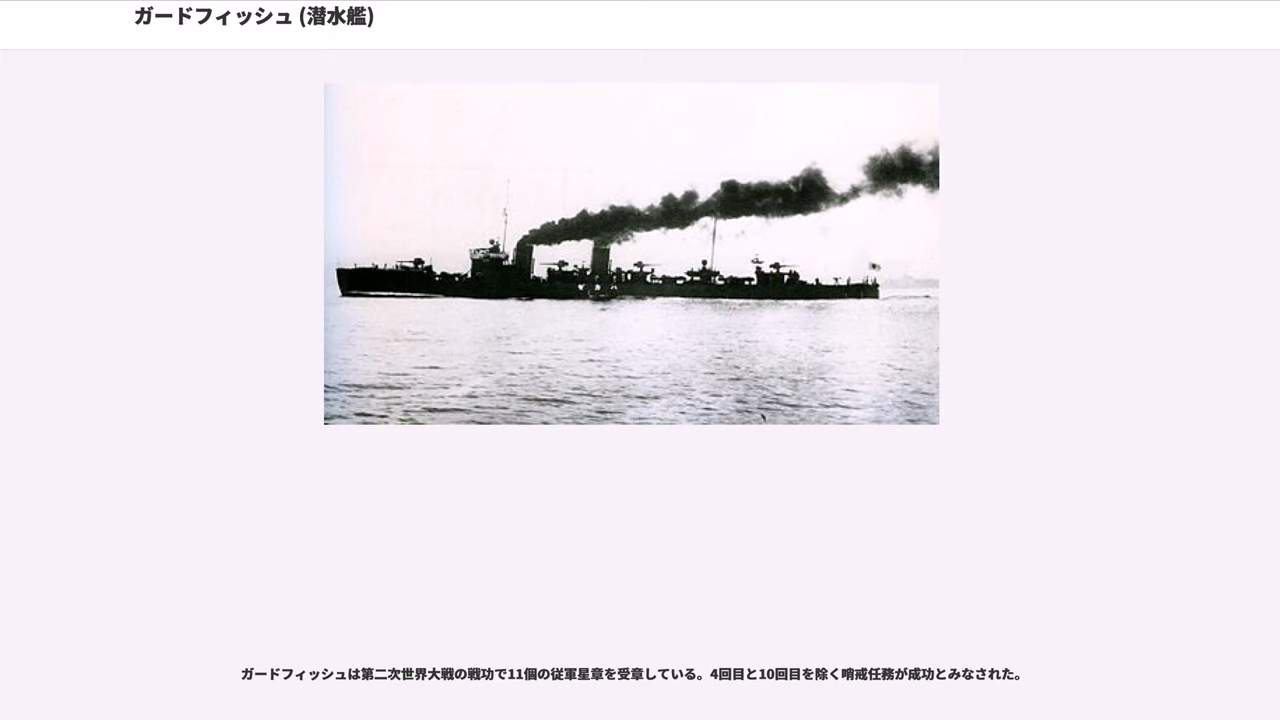 ガードフィッシュ (潜水艦)
ガードフィッシュは第二次世界大戦の戦功で11個の従軍星章を受章している。4回目と10回目を除く哨戒任務が成功とみなされた。